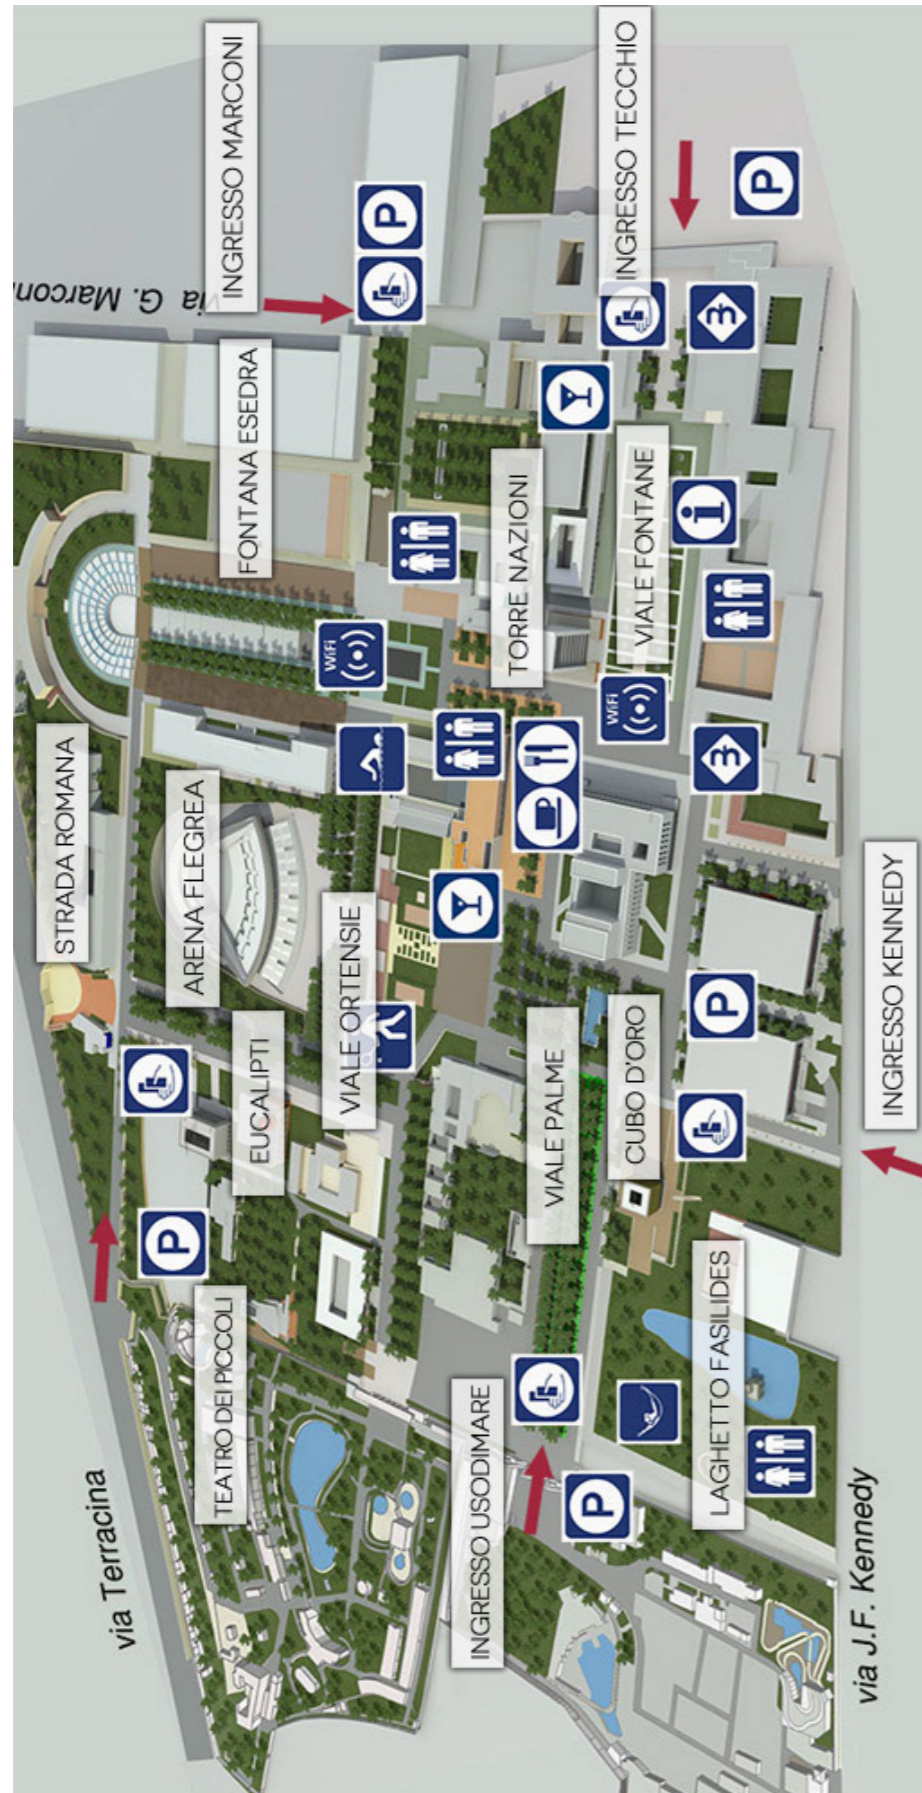 STRADA ROMANA
via Terracina
via G. Marconi
P
ARENA FLEGREA
TEATRO DEI PICCOLI
INGRESSO MARCONI
FONTANA ESEDRA
EUCALIPTI
VIALE ORTENSIE
WiFi
P
INGRESSO USODIMARE
TORRE NAZIONI
VIALE PALME
P
WiFi
INGRESSO TECCHIO
VIALE FONTANE
CUBO D'ORO
i
P
m
m
LAGHETTO FASILIDES
P
via J.F. Kennedy
INGRESSO KENNEDY